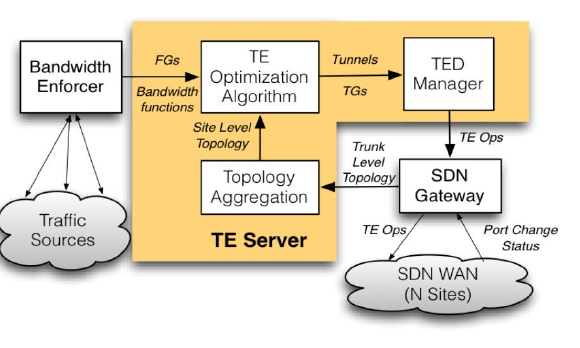 FGs
Bandwidth
functions
Bandwidth
Enforcer
TE
Optimization
Algorithm
Tunnels
TGs
TED
Manager
Site Level
Topology
TE Ops
Trunk
Level
Topology
Topology
Aggregation
SDN
Gateway
Traffic
Sources
TE Server
TE Ops
Port Change
Status
SDN WAN
(N Sites)